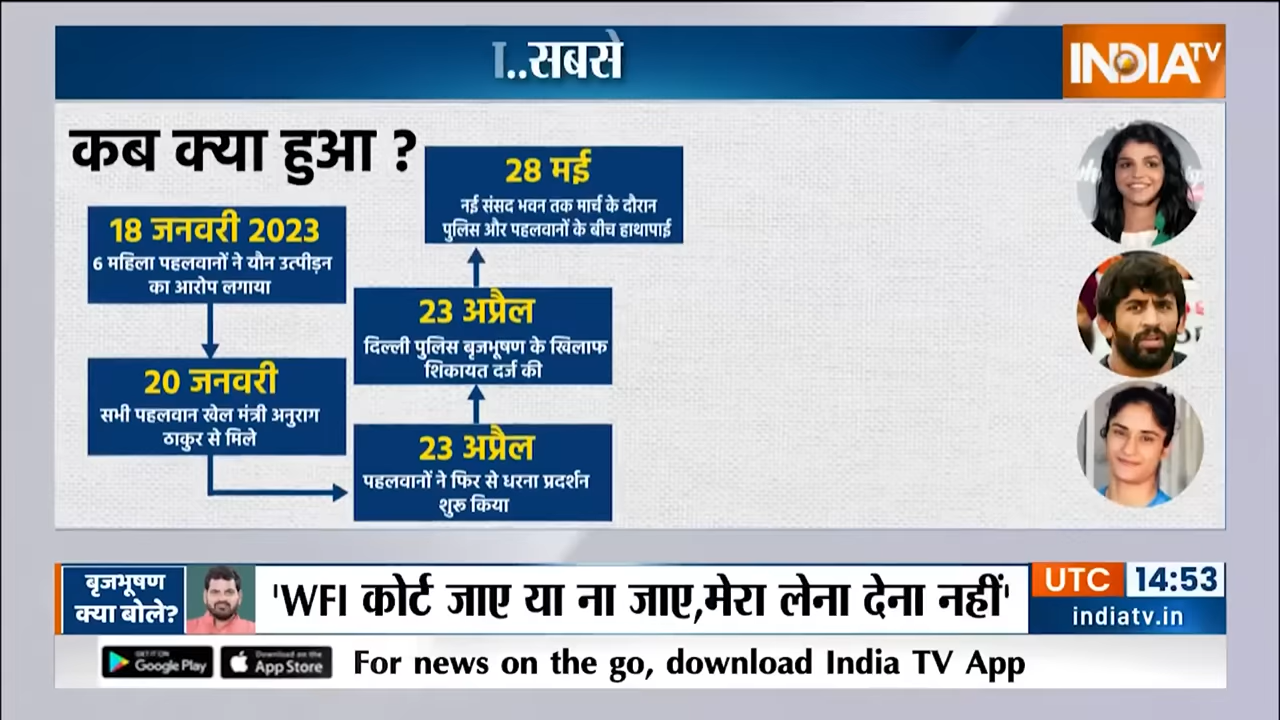 ..सबसे
INDIA TV
कब क्या हुआ ?
18 जनवरी 2023
6 महिला पहलवानों ने यौन उत्पीड़न
का आरोप लगाया
20 जनवरी
सभी पहलवान खेल मंत्री अनुराग
ठाकुर से मिले
23 अप्रैल
पहलवानों ने फिर से धरना प्रदर्शन
शुरू किया
23 अप्रैल
दिल्ली पुलिस बृजभूषण के खिलाफ
शिकायत दर्ज की
28 मई
नई संसद भवन तक मार्च के दौरान
पुलिस और पहलवानों के बीच हाथापाई
बृजभूषण
क्या बोले?
'WFI कोर्ट जाए या ना जाए,मेरा लेना देना नहीं'
UTC 14:53
indiatv.in
GET IT ON
Google Play
Download on the
App Store
For news on the go, download India TV App